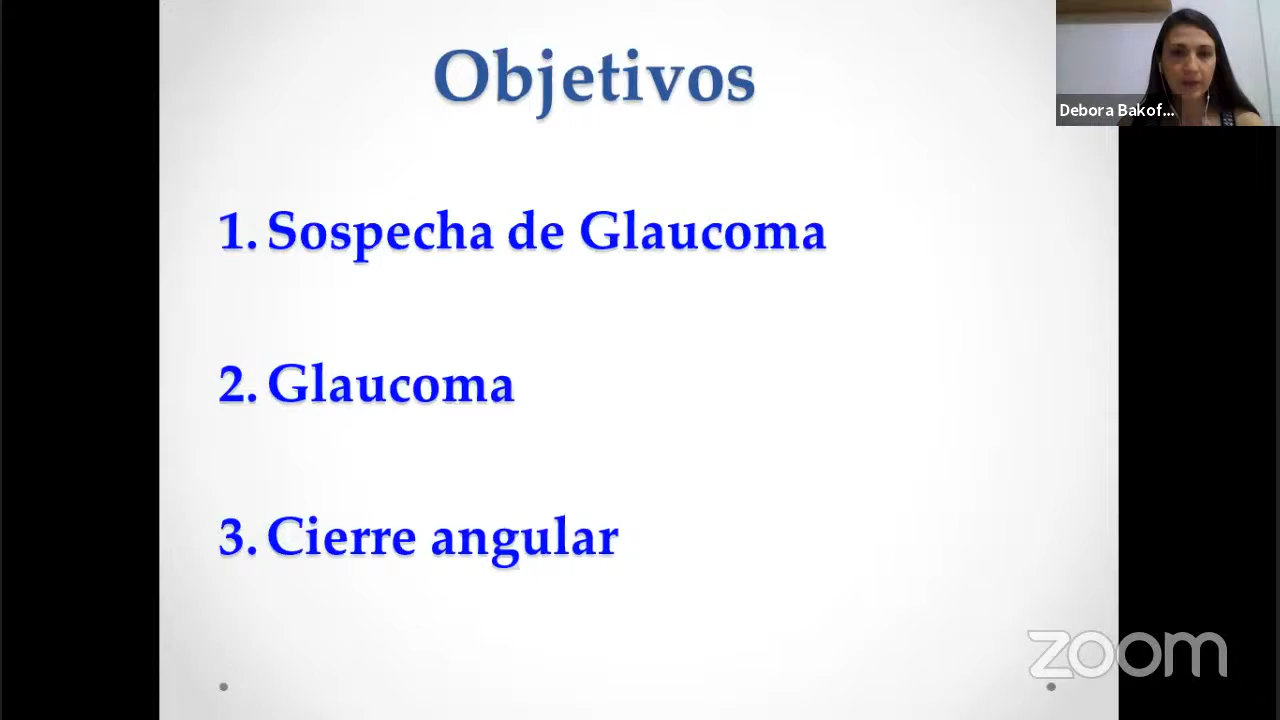 Objetivos
Debora Bakof...
1. Sospecha de Glaucoma
2. Glaucoma
3. Cierre angular
zoom